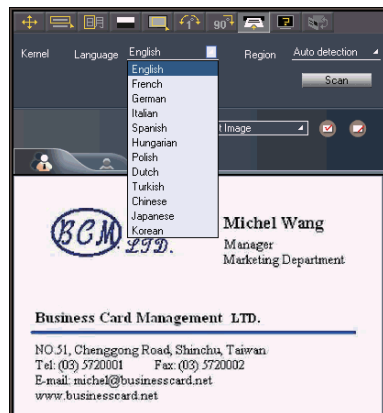 90°
Kernel Language English Region Auto detection
Scan
English
French
German
Italian
Spanish
Hungarian
Polish
Dutch
Turkish
Chinese
Japanese
Korean
t Image
BCM.
LTD.
Michel Wang
Manager
Marketing Department
Business Card Management LTD.
NO.51, Chenggong Road, Shinchu, Taiwan
Tel: (03) 5720001 Fax: (03) 5720002
E-mail: michel@businesscard.net
www.businesscard.net